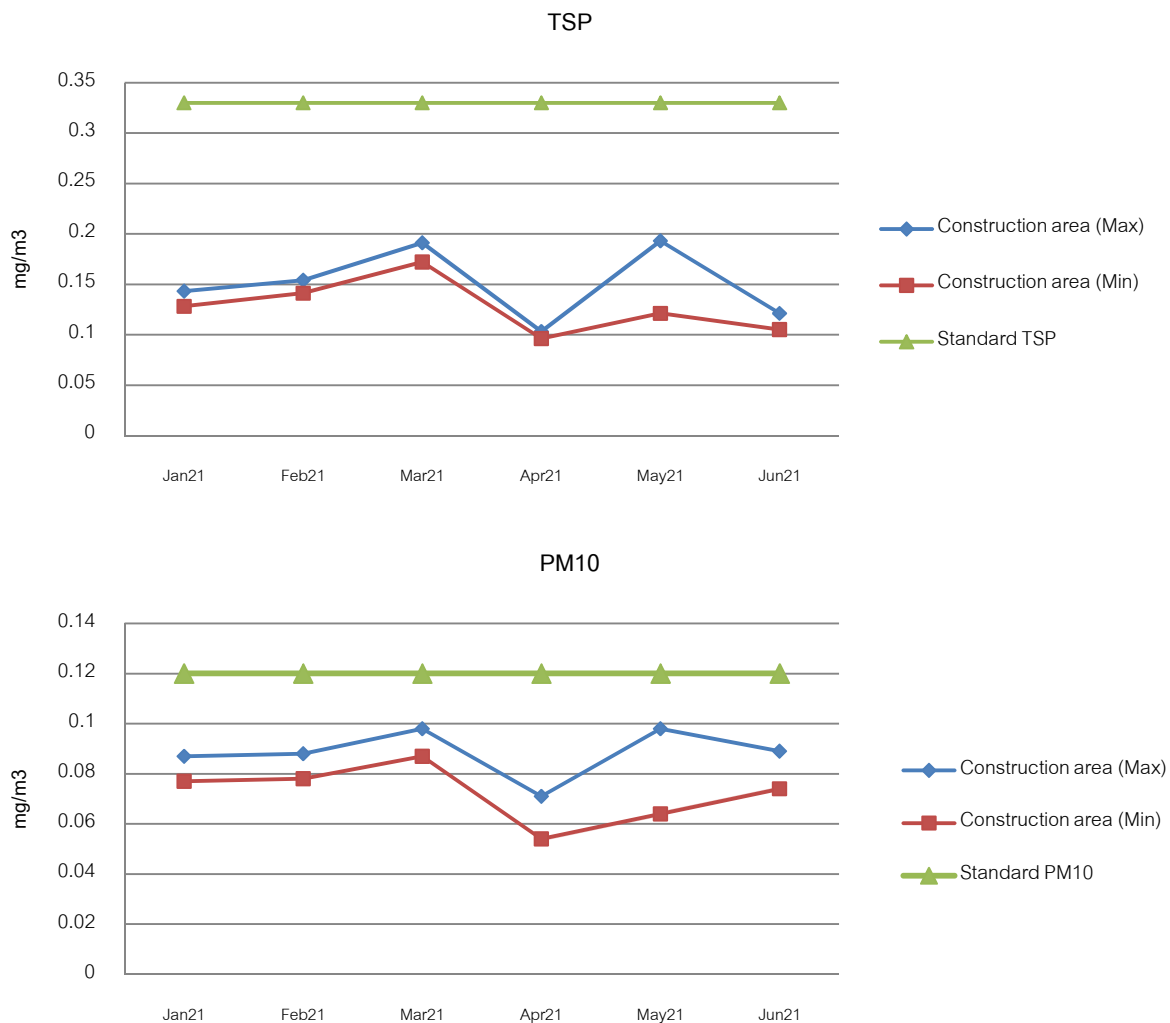 TSP
0.35
0.3
0.25
0.2
0.15
0.1
0.05
0
mg/m3
Jan21 Feb21 Mar21 Apr21 May21 Jun21
Construction area (Max)
Construction area (Min)
Standard TSP
PM10
0.14
0.12
0.1
0.08
0.06
0.04
0.02
0
mg/m3
Jan21 Feb21 Mar21 Apr21 May21 Jun21
Construction area (Max)
Construction area (Min)
Standard PM10